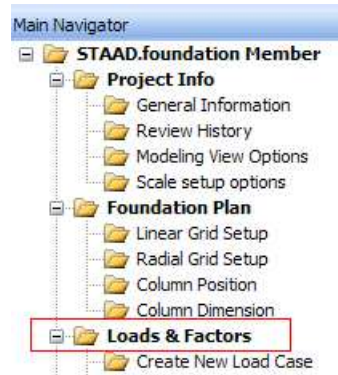 Main Navigator
STAAD.foundation Member
Project Info
General Information
Review History
Modeling View Options
Scale setup options
Foundation Plan
Linear Grid Setup
Radial Grid Setup
Column Position
Column Dimension
Loads & Factors
Create New Load Case